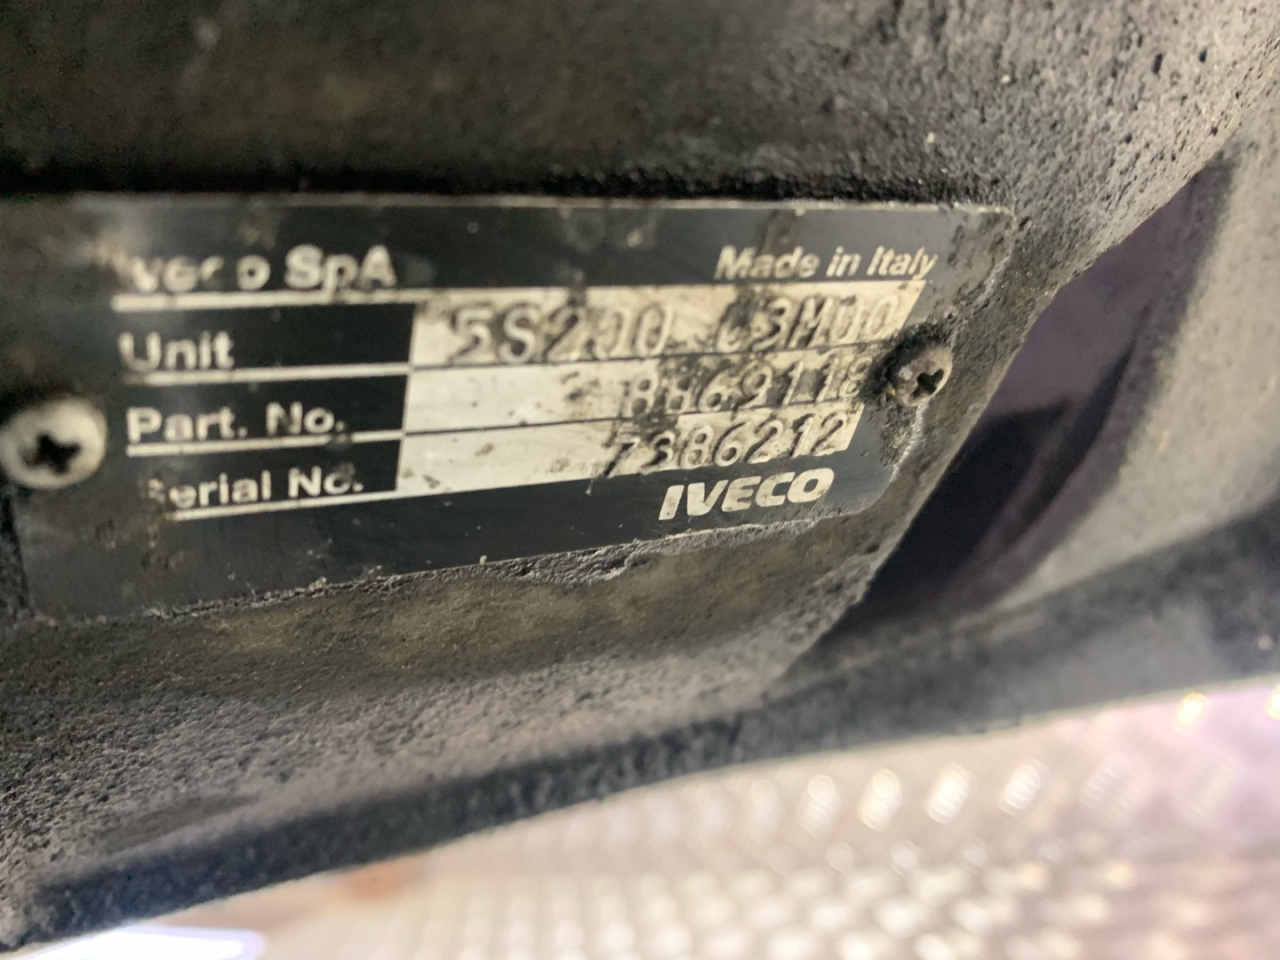 Iveco SpA Made in Italy
Unit 5S200 C3M00
Part. No. 8869118
Serial No. 7386212
IVECO